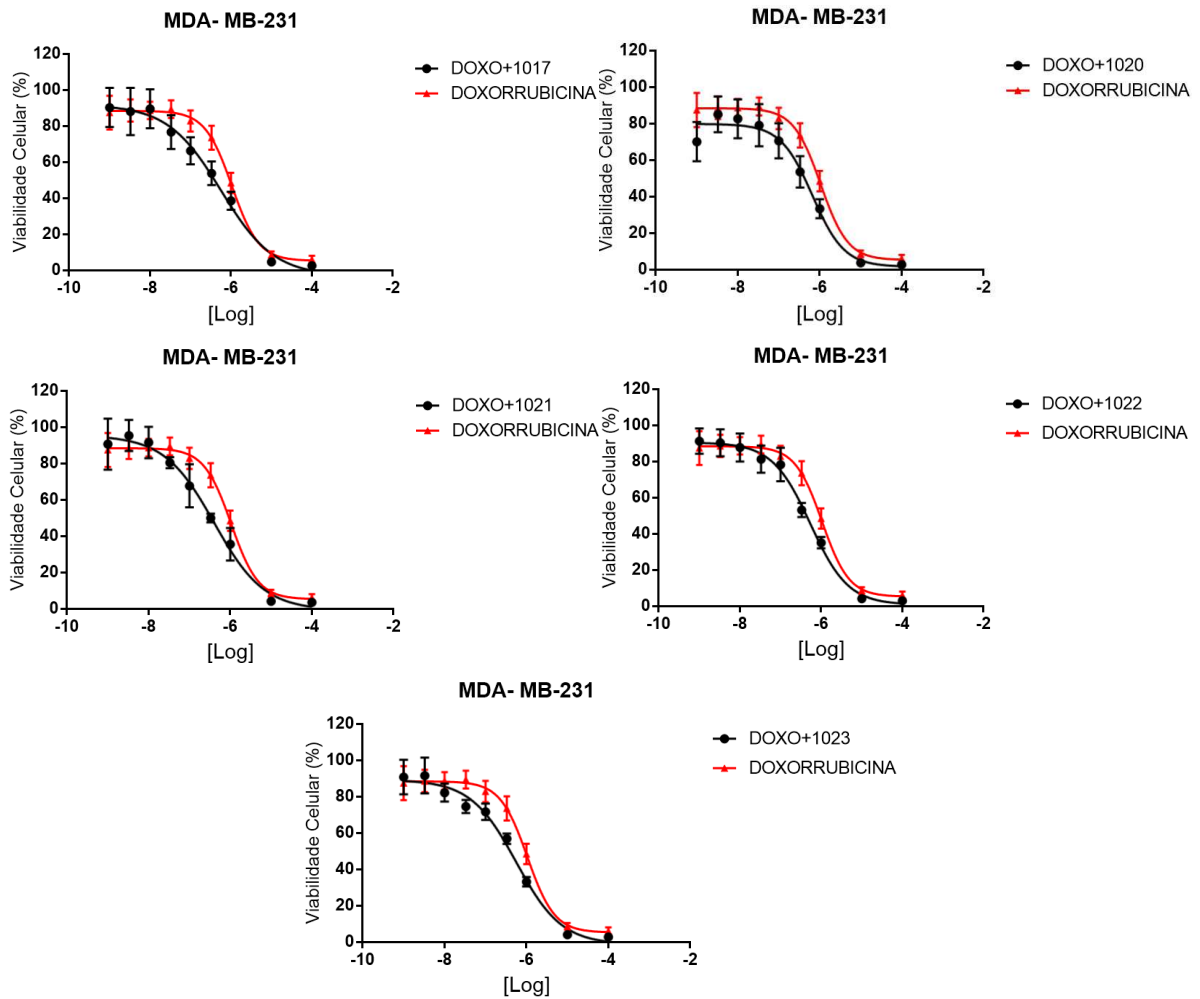 MDA- MB-231
Viabilidade Celular (%)
120
100
80
60
40
20
0
-10
-8
-6
-4
-2
[Log]
DOXO+1017
DOXORRUBICINA
MDA- MB-231
Viabilidade Celular (%)
120
100
80
60
40
20
0
-10
-8
-6
-4
-2
[Log]
DOXO+1020
DOXORRUBICINA
MDA- MB-231
Viabilidade Celular (%)
120
100
80
60
40
20
0
-10
-8
-6
-4
-2
[Log]
DOXO+1021
DOXORRUBICINA
MDA- MB-231
Viabilidade Celular (%)
120
100
80
60
40
20
0
-10
-8
-6
-4
-2
[Log]
DOXO+1022
DOXORRUBICINA
MDA- MB-231
Viabilidade Celular (%)
120
100
80
60
40
20
0
-10
-8
-6
-4
-2
[Log]
DOXO+1023
DOXORRUBICINA